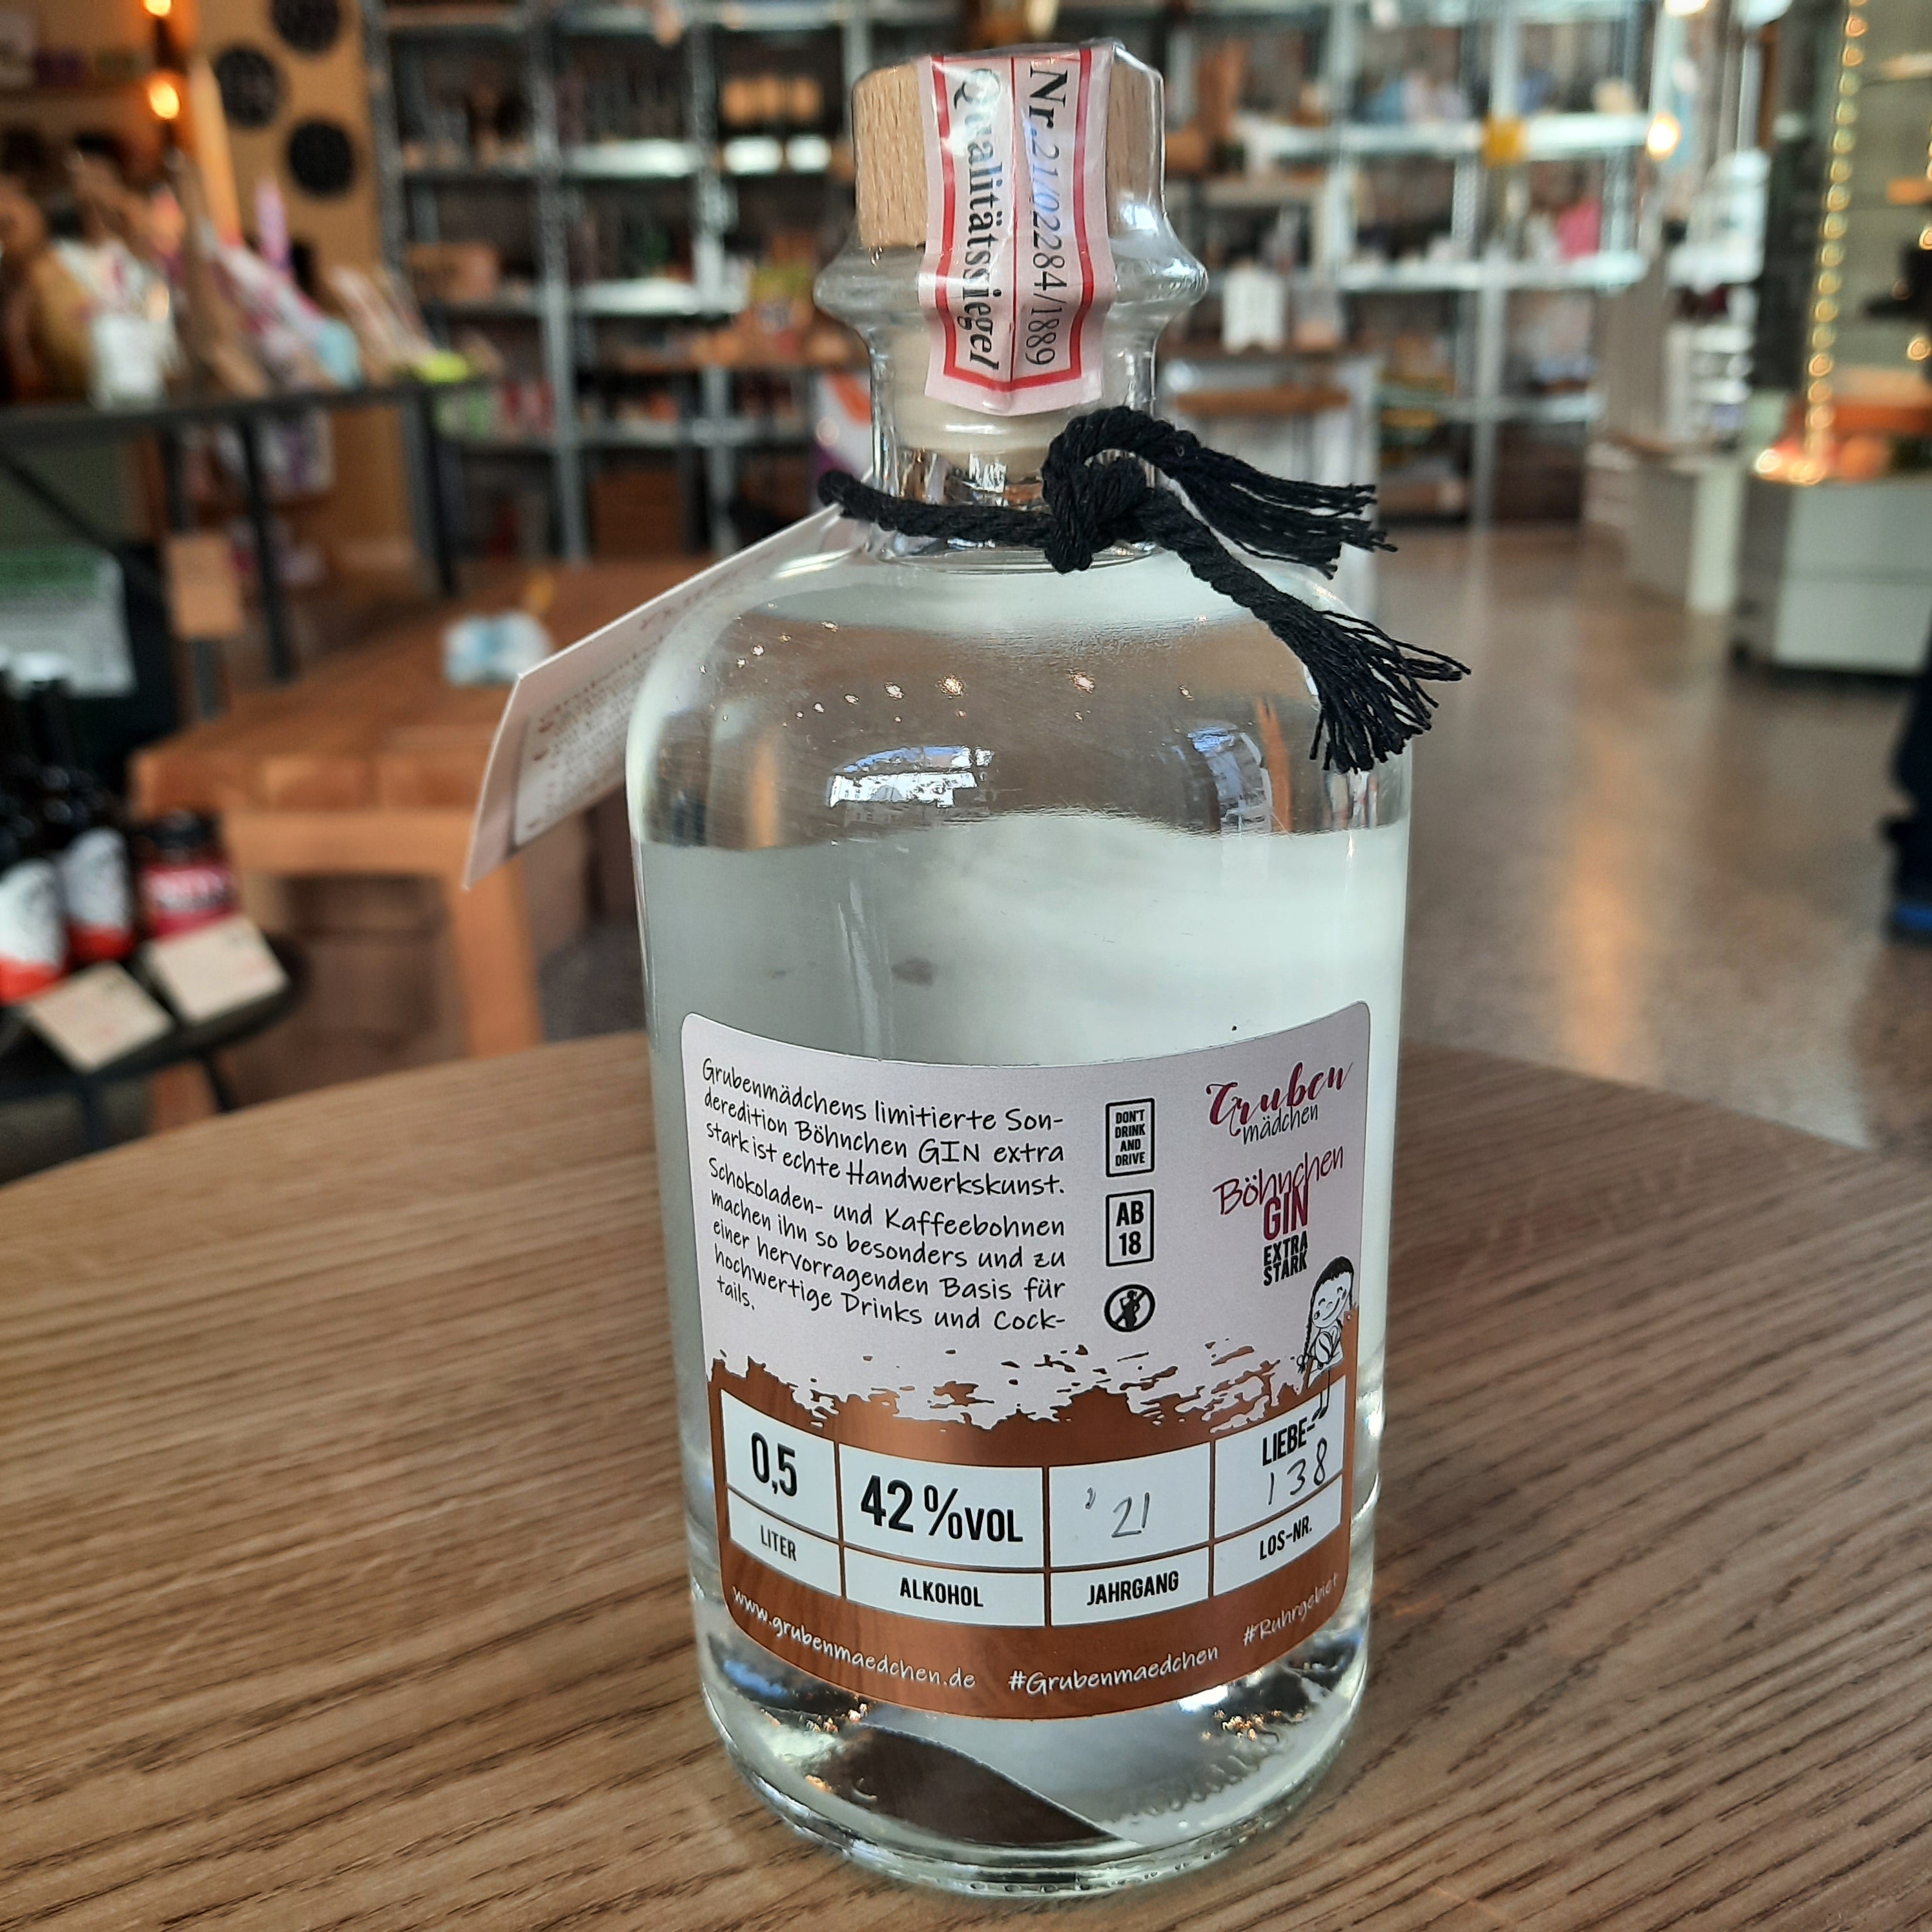 Nr. 21/02284/1889
Qualitätssiegel
Grubenmädchens limitierte Son-
deredition Böhnchen GIN extra
stark ist echte Handwerkskunst.
Schokoladen- und Kaffeebohnen
machen ihn so besonders und zu
einer hervorragenden Basis für
hochwertige Drinks und Cock-
tails.
DON'T
DRINK
AND
DRIVE
AB
18
Gruben
mädchen
Böhnchen
GIN
EXTRA
STARK
0,5
LITER
42%VOL
ALKOHOL
'21
JAHRGANG
LIEBE-
138
LOS-NR.
www.grubenmaedchen.de #Grubenmaedchen #Ruhrgebiet